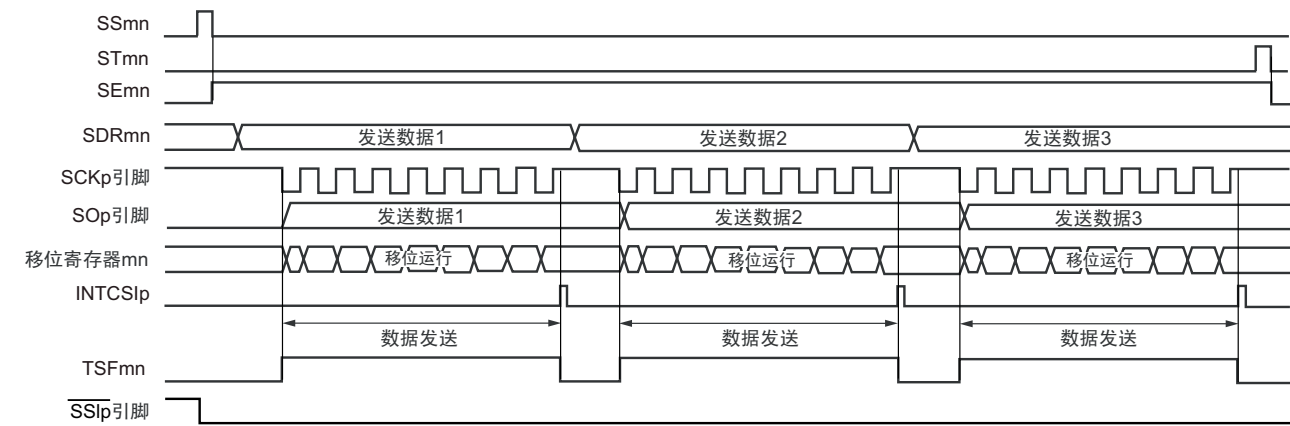 SSmn
STmn
SEmn
SDRmn 发送数据1 发送数据2 发送数据3
SCKp引脚
SOp引脚 发送数据1 发送数据2 发送数据3
移位寄存器mn 移位运行 移位运行 移位运行
INTCSIp
数据发送 数据发送 数据发送
TSFmn
SSIp引脚